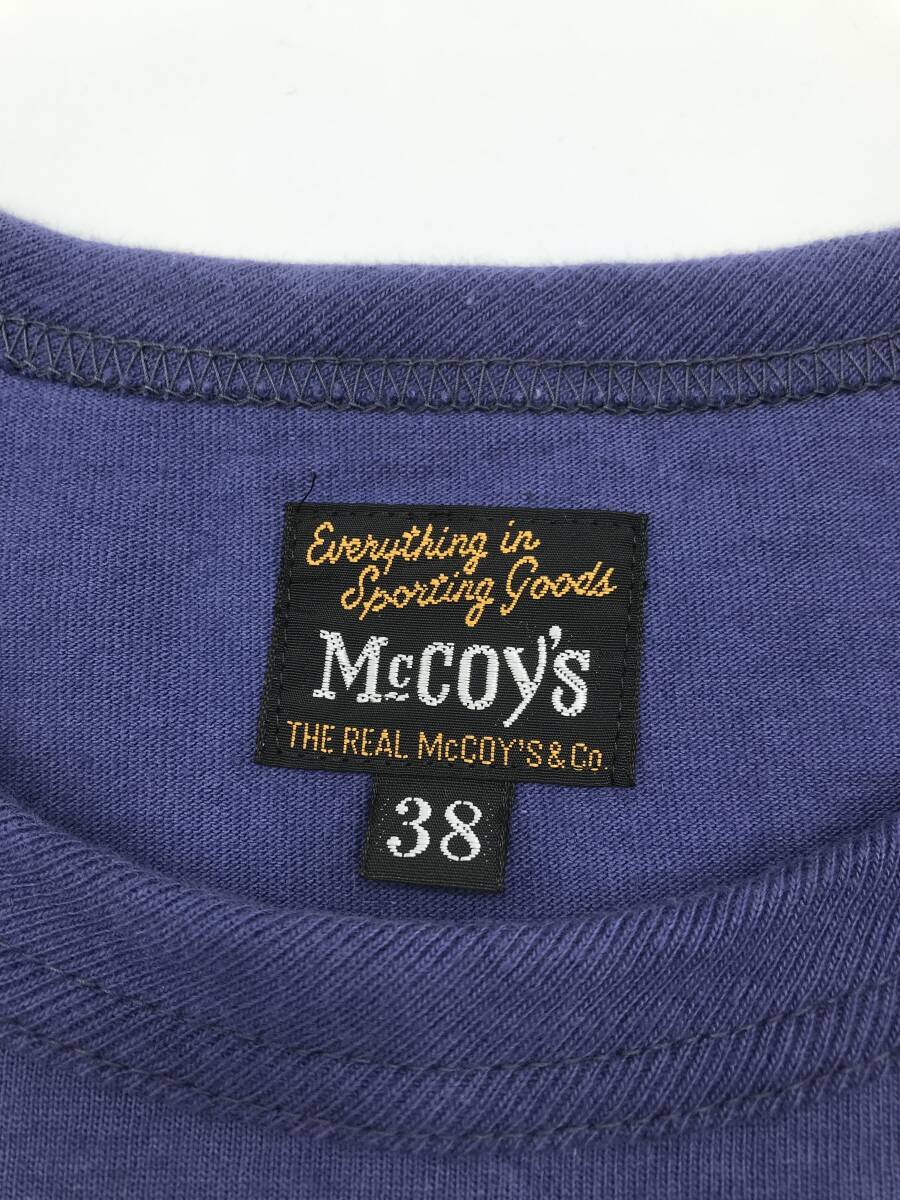 Everything in
Sporting Goods
McCOY'S
THE REAL McCOY'S & Co.
38